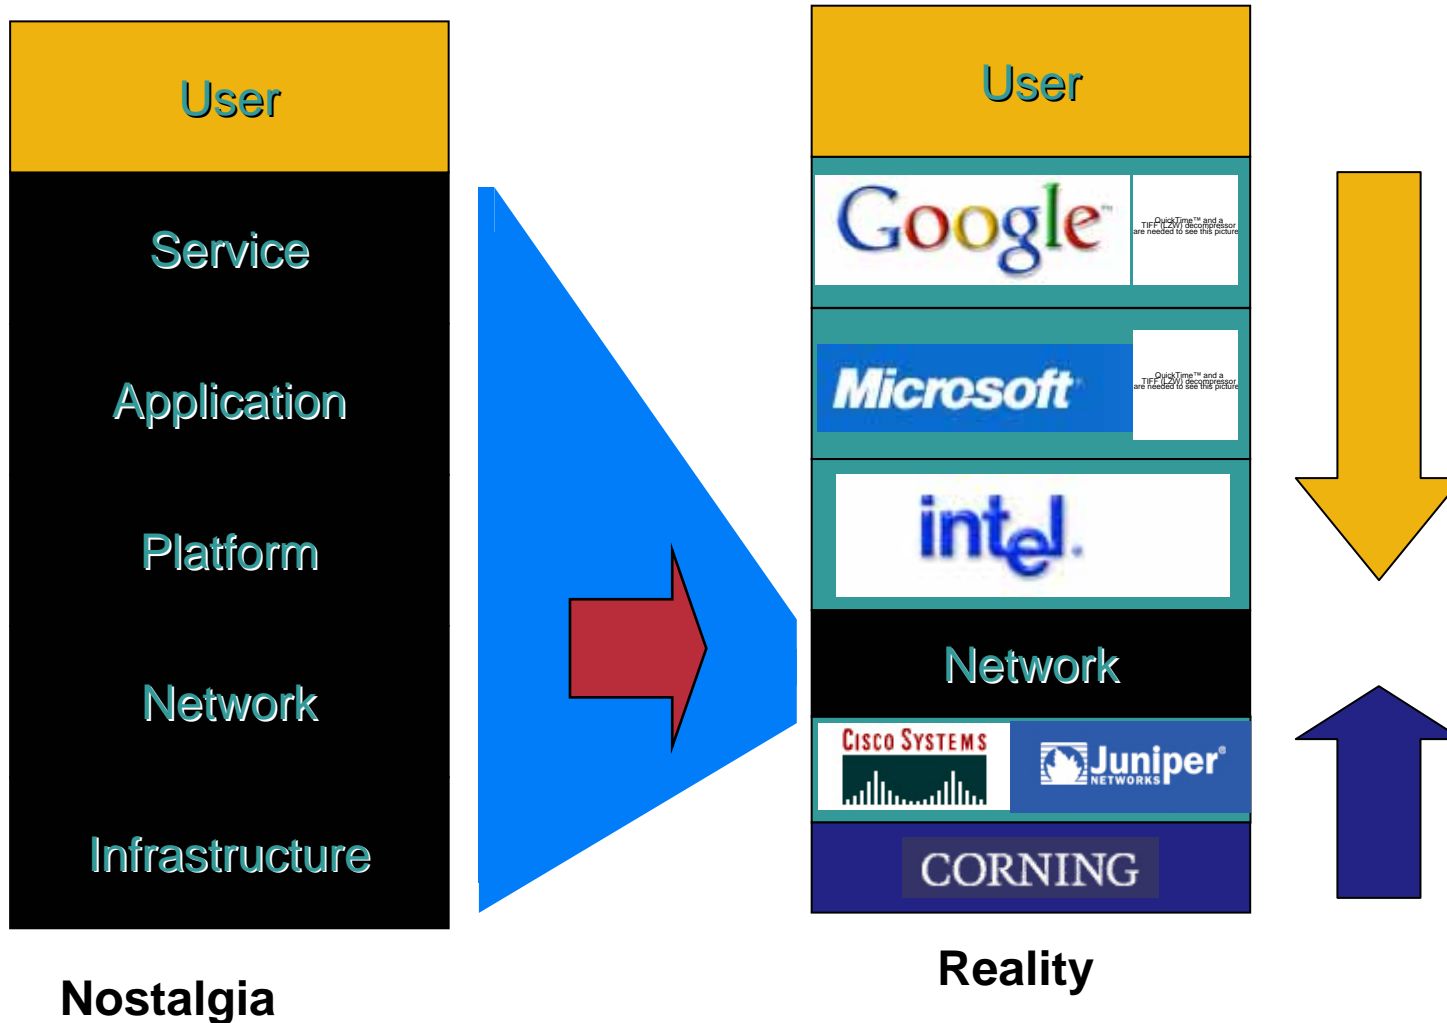 User
Service
Application
Platform
Network
Infrastructure
Nostalgia
User
Google™
QuickTime™ and a
TIFF (LZW) decompressor
are needed to see this picture
Microsoft®
QuickTime™ and a
TIFF (LZW) decompressor
are needed to see this picture
intel.
Network
CISCO SYSTEMS
Juniper®
NETWORKS
CORNING
Reality